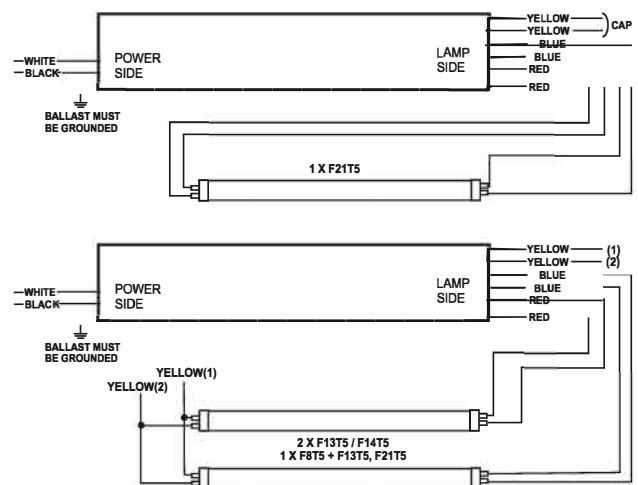 YELLOW
YELLOW
CAP
BLUE
WHITE
POWER
LAMP
BLUE
BLACK
SIDE
SIDE
RED
RED
BALLAST MUST
BE GROUNDED
1 X F21T5
YELLOW (1)
YELLOW (2)
BLUE
WHITE
POWER
LAMP
BLUE
BLACK
SIDE
SIDE
RED
RED
BALLAST MUST
BE GROUNDED
YELLOW(1)
YELLOW(2)
2 X F13T5 / F14T5
1 X F8T5 + F13T5, F21T5